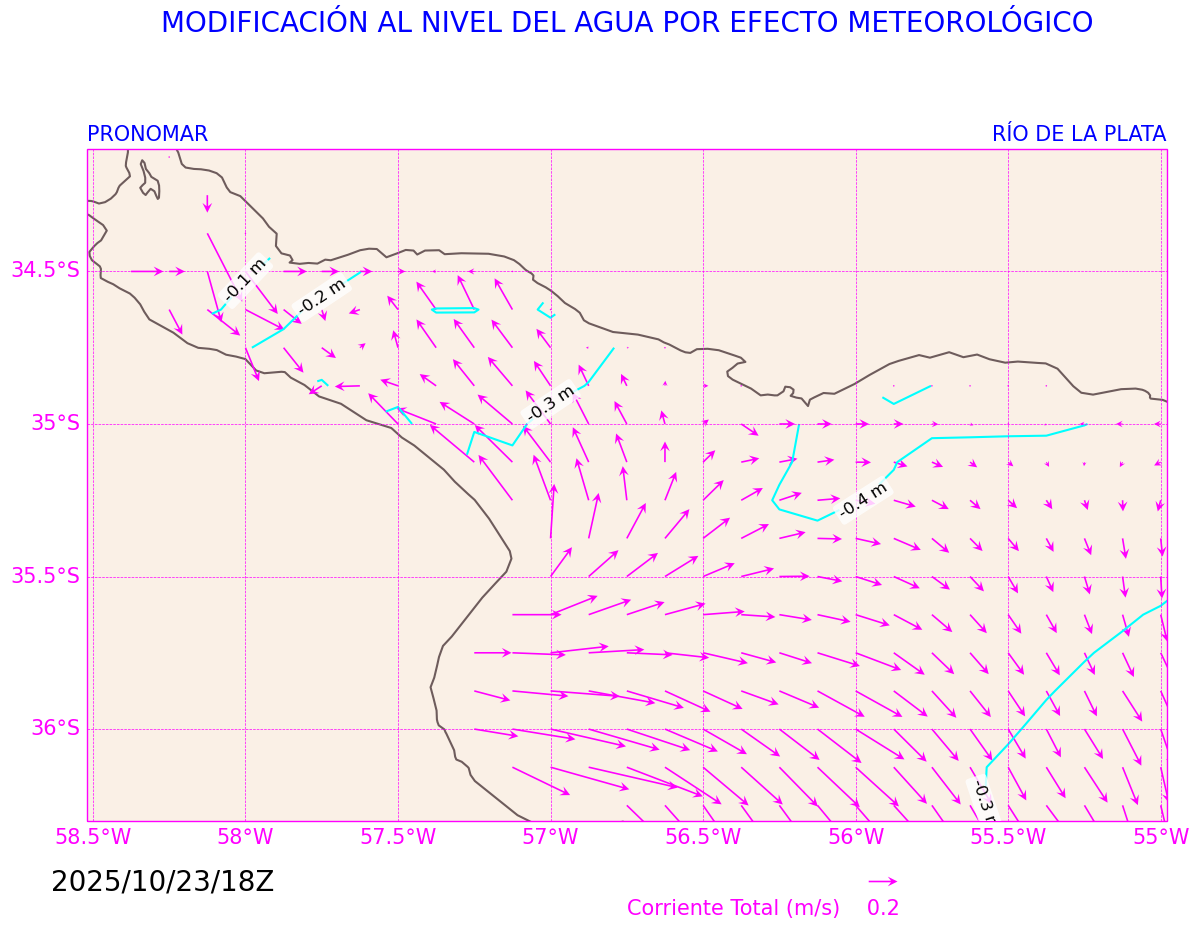 MODIFICACIÓN AL NIVEL DEL AGUA POR EFECTO METEOROLÓGICO
PRONOMAR
RÍO DE LA PLATA
-0.1 m
34.5°S
-0.2 m
-0.3 m
35°S
-0.4 m
35.5°S
36°S
-0.3 m
58.5°W
58°W
57.5°W
57°W
56.5°W
56°W
55.5°W
55°W
2025/10/23/18Z
Corriente Total (m/s)
0.2